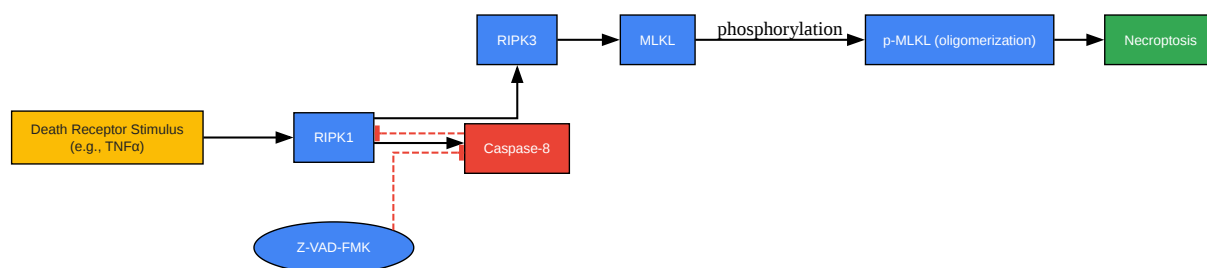 RIPK3
MLKL
phosphorylation
p-MLKL (oligomerization)
Necroptosis
Death Receptor Stimulus
(e.g., TNFα)
RIPK1
Caspase-8
Z-VAD-FMK